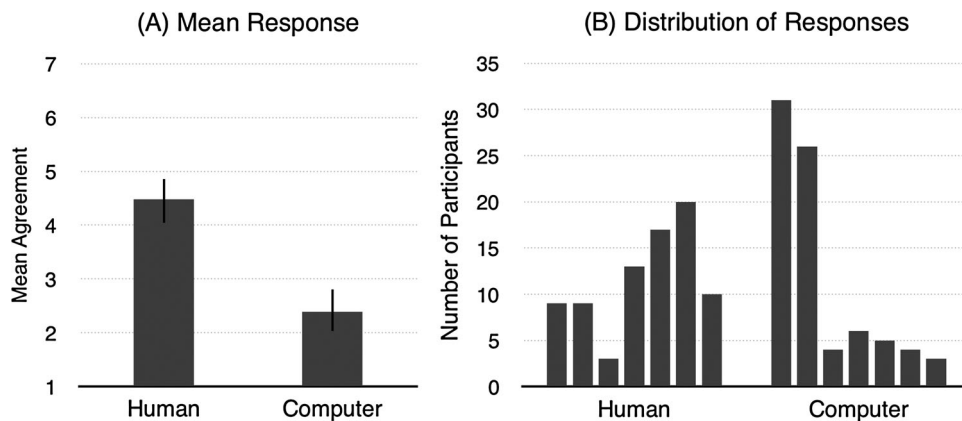 (A) Mean Response
Mean Agreement
7
6
5
4
3
2
1
Human Computer
(B) Distribution of Responses
Number of Participants
35
30
25
20
15
10
5
0
Human Computer